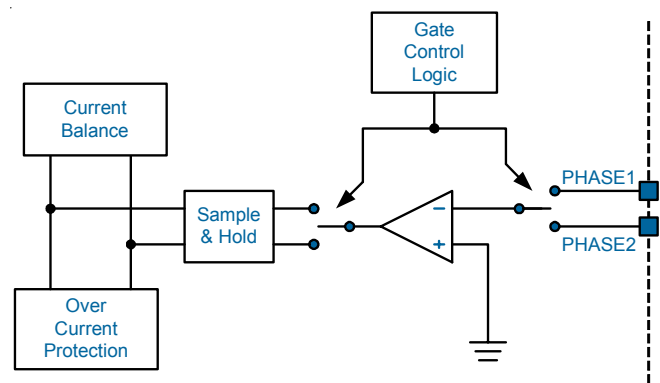 Gate
Control
Logic
Current
Balance
PHASE1
Sample
& Hold
−
+
PHASE2
Over
Current
Protection